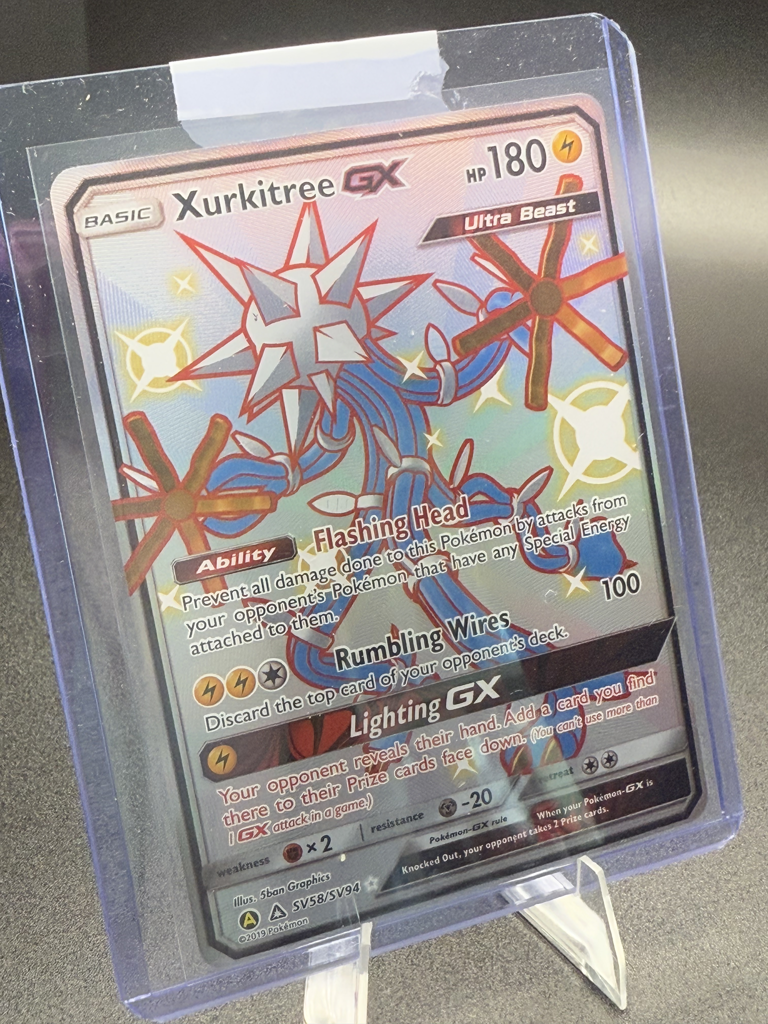 BASIC Xurkitree GX HP 180
Ultra Beast
Ability Flashing Head
Prevent all damage done to this Pokémon by attacks from
your opponent's Pokémon that have any Special Energy
attached to them.
Rumbling Wires 100
Discard the top card of your opponent's deck.
Lighting GX
Your opponent reveals their hand. Add a card you find
there to their Prize cards face down. (You can't use more than
1 GX attack in a game.)
weakness ×2 resistance -20 retreat
Pokémon-GX rule When your Pokémon-GX is
Knocked Out, your opponent takes 2 Prize cards.
Illus. 5ban Graphics
A SV58/SV94
©2019 Pokémon